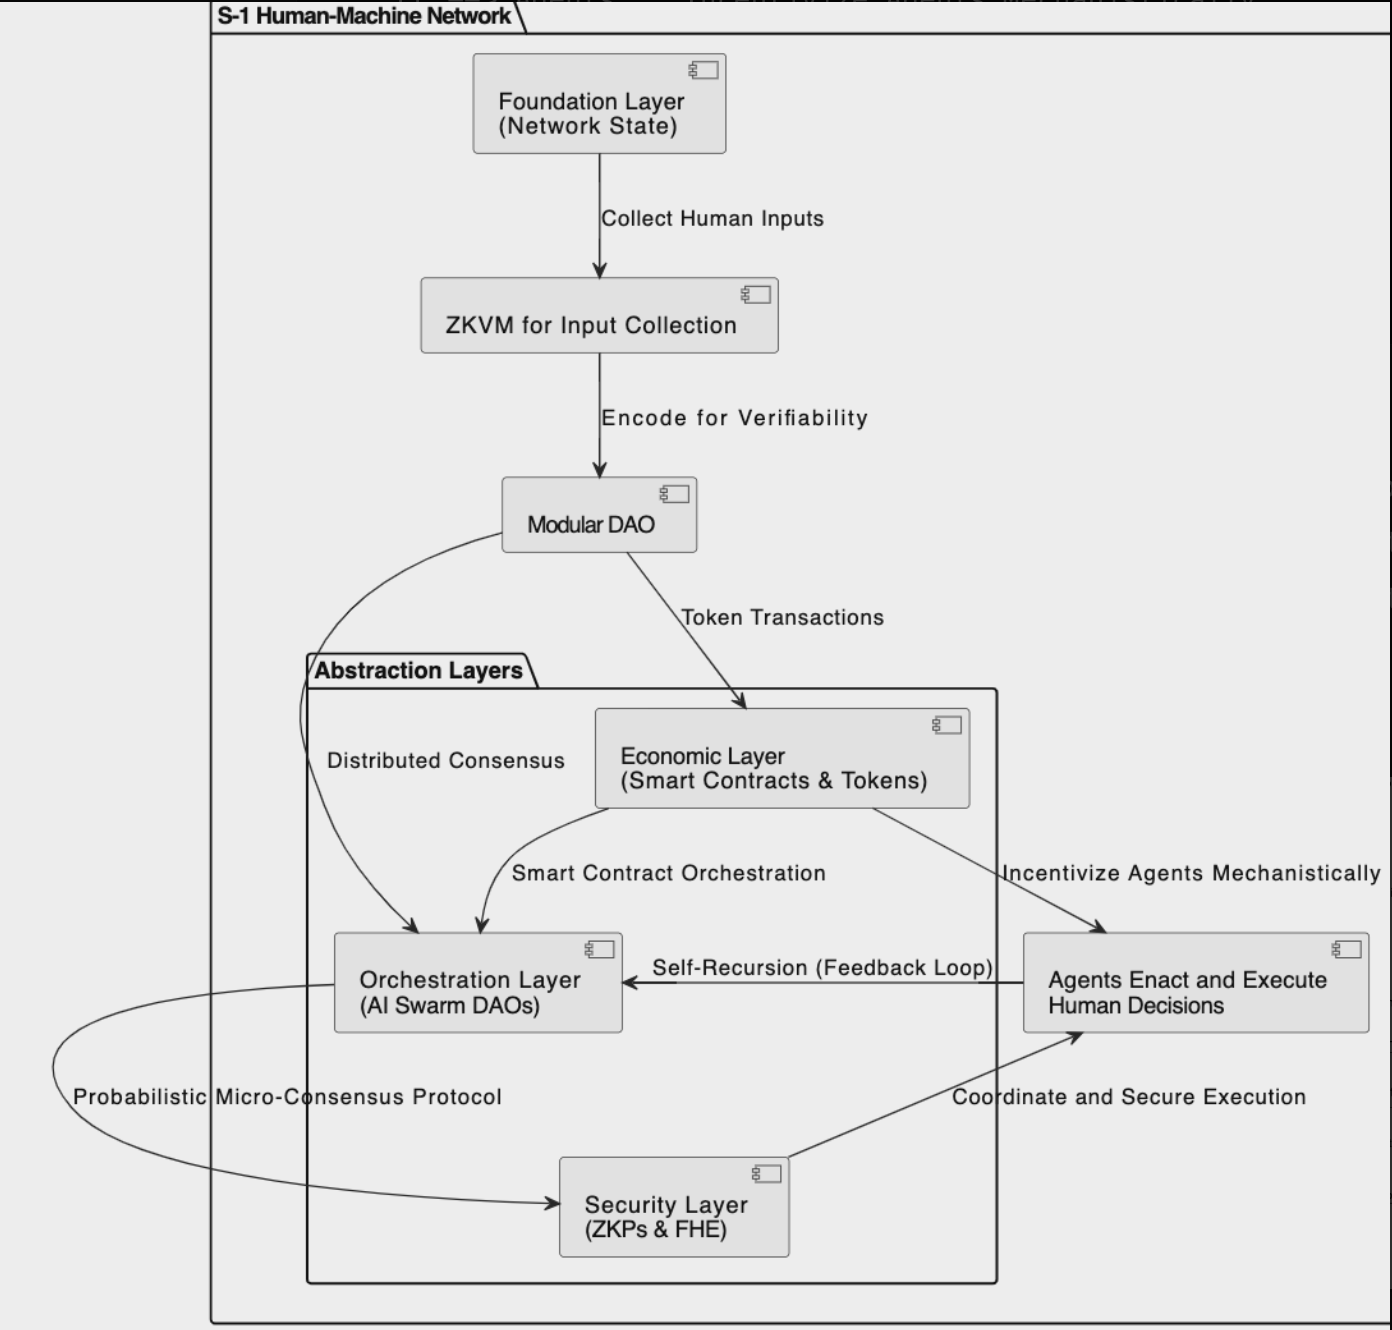 S-1 Human-Machine Network
Foundation Layer
(Network State)
Collect Human Inputs
ZKVM for Input Collection
Encode for Verifiability
Modular DAO
Token Transactions
Abstraction Layers
Economic Layer
(Smart Contracts & Tokens)
Distributed Consensus
Smart Contract Orchestration
Incentivize Agents Mechanistically
Orchestration Layer
(AI Swarm DAOs)
Self-Recursion (Feedback Loop)
Agents Enact and Execute
Human Decisions
Probabilistic Micro-Consensus Protocol
Coordinate and Secure Execution
Security Layer
(ZKPs & FHE)